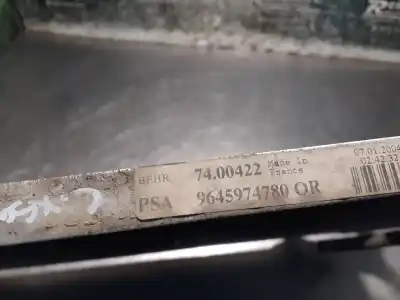 BEHR 74.00422 Made In France
PSA 9645974780 OR
07.01.2004
02:42:32